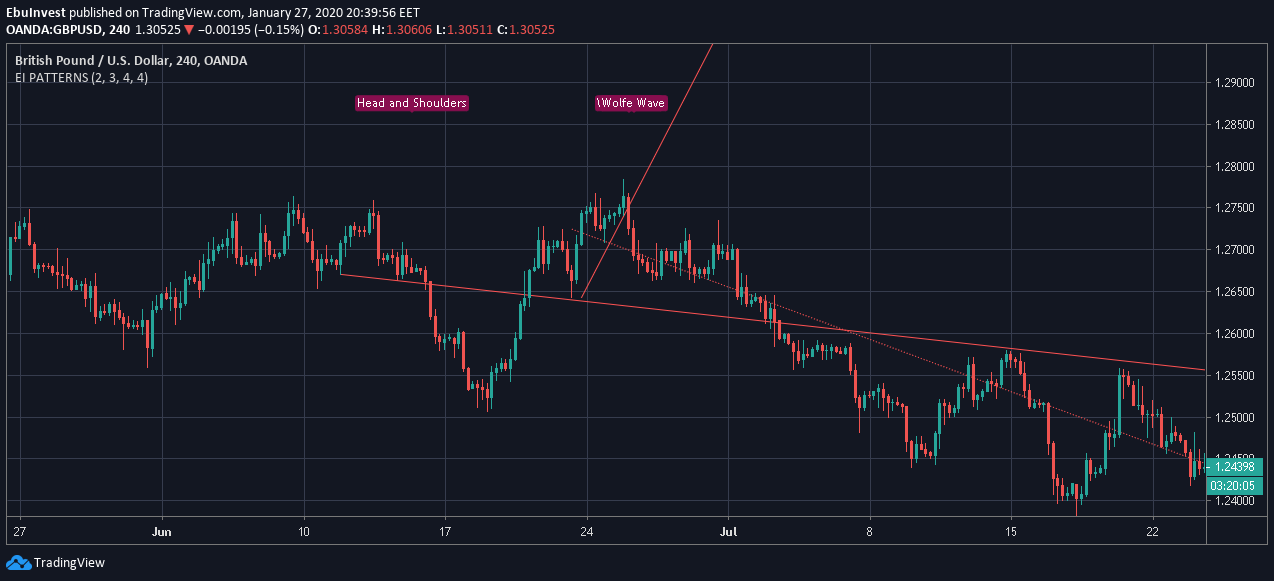 EbuInvest published on TradingView.com, January 27, 2020 20:39:56 EET
OANDA:GBPUSD, 240 1.30525 ▼ −0.00195 (−0.15%) O:1.30584 H:1.30606 L:1.30511 C:1.30525
British Pound / U.S. Dollar, 240, OANDA
EI PATTERNS (2, 3, 4, 4)
Head and Shoulders
\Wolfe Wave
1.29000
1.28500
1.28000
1.27500
1.27000
1.26500
1.26000
1.25500
1.25000
1.24500
1.24398
03:20:05
1.24000
27 Jun 10 17 24 Jul 8 15 22
TradingView